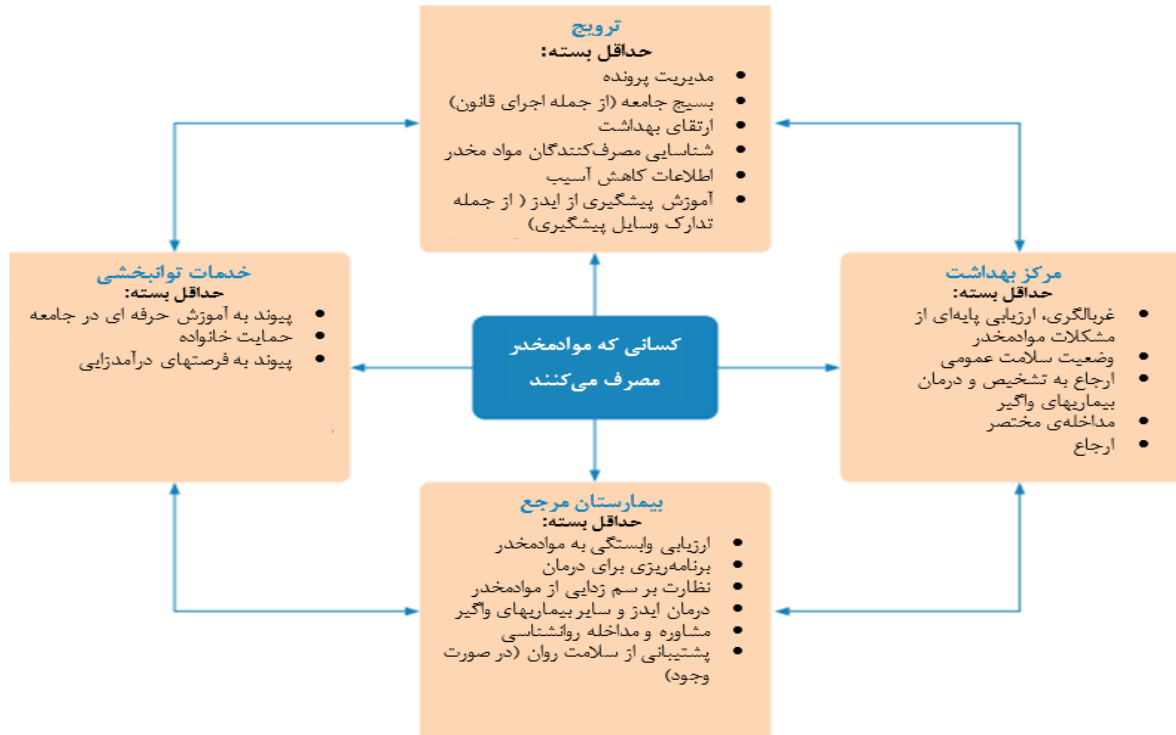 ترویج
حداقل بسته:
• مدیریت پرونده
• بسیج جامعه (از جمله اجرای قانون)
• ارتقای بهداشت
• شناسایی مصرف‌کنندگان مواد مخدر
• اطلاعات کاهش آسیب
• آموزش پیشگیری از ایدز ( از جمله
تدارک وسایل پیشگیری)
مرکز بهداشت
حداقل بسته:
• غربالگری، ارزیابی پایه‌ای از
مشکلات موادمخدر
• وضعیت سلامت عمومی
• ارجاع به تشخیص و درمان
بیماریهای واگیر
• مداخله‌ی مختصر
• ارجاع
کسانی که موادمخدر
مصرف می‌کنند
خدمات توانبخشی
حداقل بسته:
• پیوند به آموزش حرفه ای در جامعه
• حمایت خانواده
• پیوند به فرصتهای درآمدزایی
بیمارستان مرجع
حداقل بسته:
• ارزیابی وابستگی به موادمخدر
• برنامه‌ریزی برای درمان
• نظارت بر سم زدایی از موادمخدر
• درمان ایدز و سایر بیماریهای واگیر
• مشاوره و مداخله روانشناسی
• پشتیبانی از سلامت روان (در صورت
وجود)